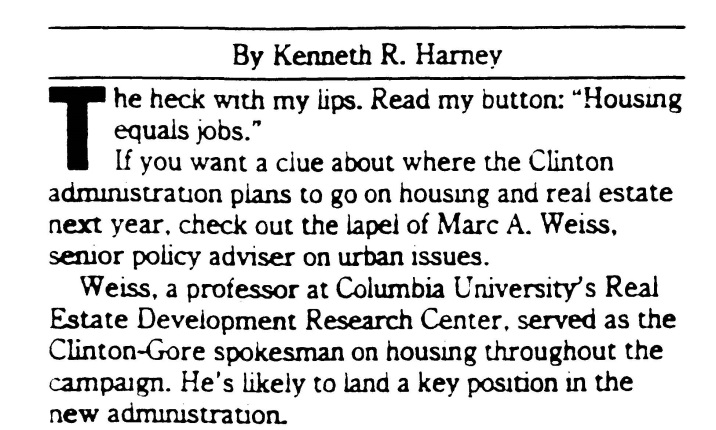 By Kenneth R. Harney
The heck with my lips. Read my button: "Housing
equals jobs."
If you want a clue about where the Clinton
administration plans to go on housing and real estate
next year, check out the lapel of Marc A. Weiss,
senior policy adviser on urban issues.
Weiss, a professor at Columbia University's Real
Estate Development Research Center, served as the
Clinton-Gore spokesman on housing throughout the
campaign. He's likely to land a key position in the
new administration.